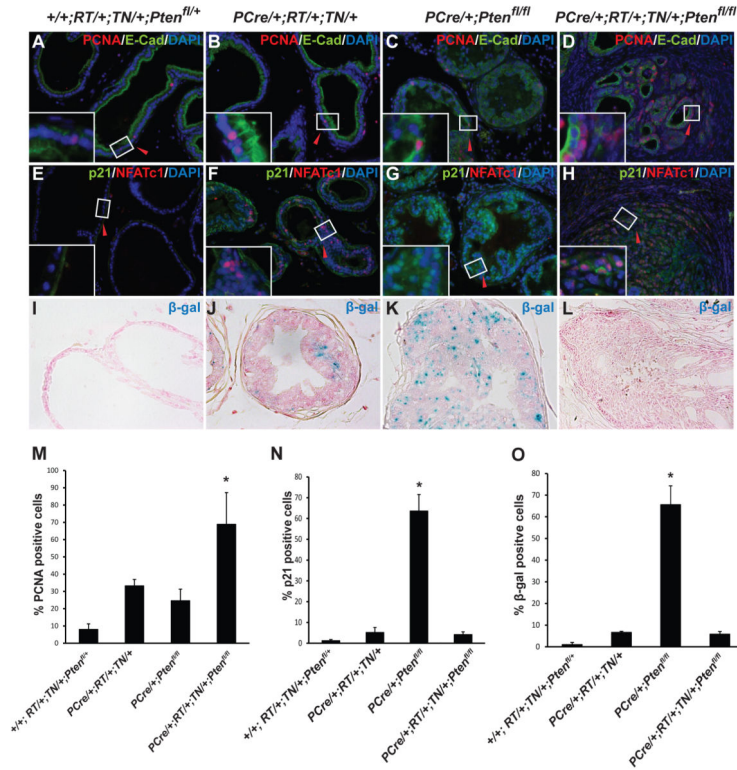 +/+;RT/+;TN/+;Pten fl/+ PCre/+;RT/+;TN/+ PCre/+;Pten fl/fl PCre/+;RT/+;TN/+;Pten fl/fl
A PCNA/E-Cad/DAPI B PCNA/E-Cad/DAPI C PCNA/E-Cad/DAPI D PCNA/E-Cad/DAPI
E p21/NFATc1/DAPI F p21/NFATc1/DAPI G p21/NFATc1/DAPI H p21/NFATc1/DAPI
I β-gal J β-gal K β-gal L β-gal
M
% PCNA positive cells
100
90
80
70
60
50
40
30
20
10
0
*
+/+; RT/+;TN/+;Pten fl/+
PCre/+;RT/+;TN/+
PCre/+;Pten fl/fl
PCre/+;RT/+;TN/+;Pten fl/fl
N
% p21 positve cells
80
70
60
50
40
30
20
10
0
*
+/+; RT/+;TN/+;Pten fl/+
PCre/+;RT/+;TN/+
PCre/+;Pten fl/fl
PCre/+;RT/+;TN/+;Pten fl/fl
O
% β-gal positve cells
80
70
60
50
40
30
20
10
0
*
+/+; RT/+;TN/+;Pten fl/+
PCre/+;RT/+;TN/+
PCre/+;Pten fl/fl
PCre/+;RT/+;TN/+;Pten fl/fl